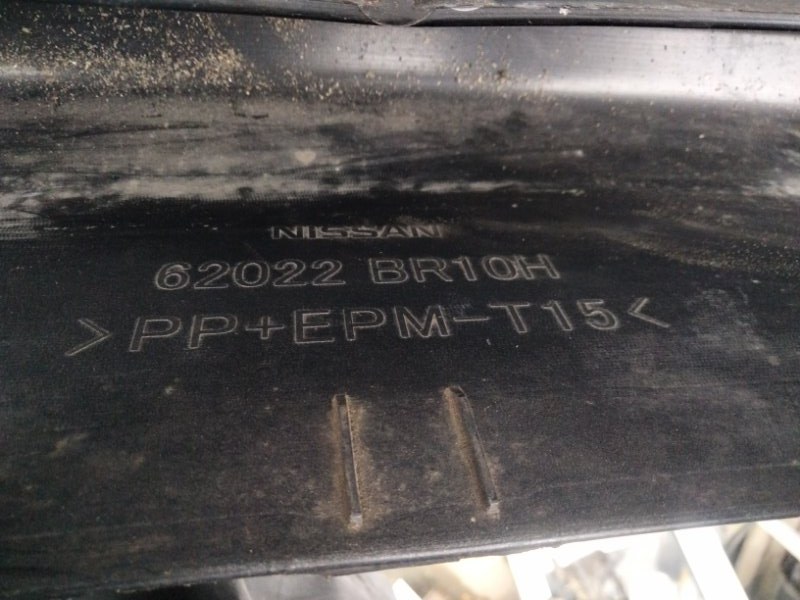 NISSAN
62022 BR10H
>PP+EPM-T15<